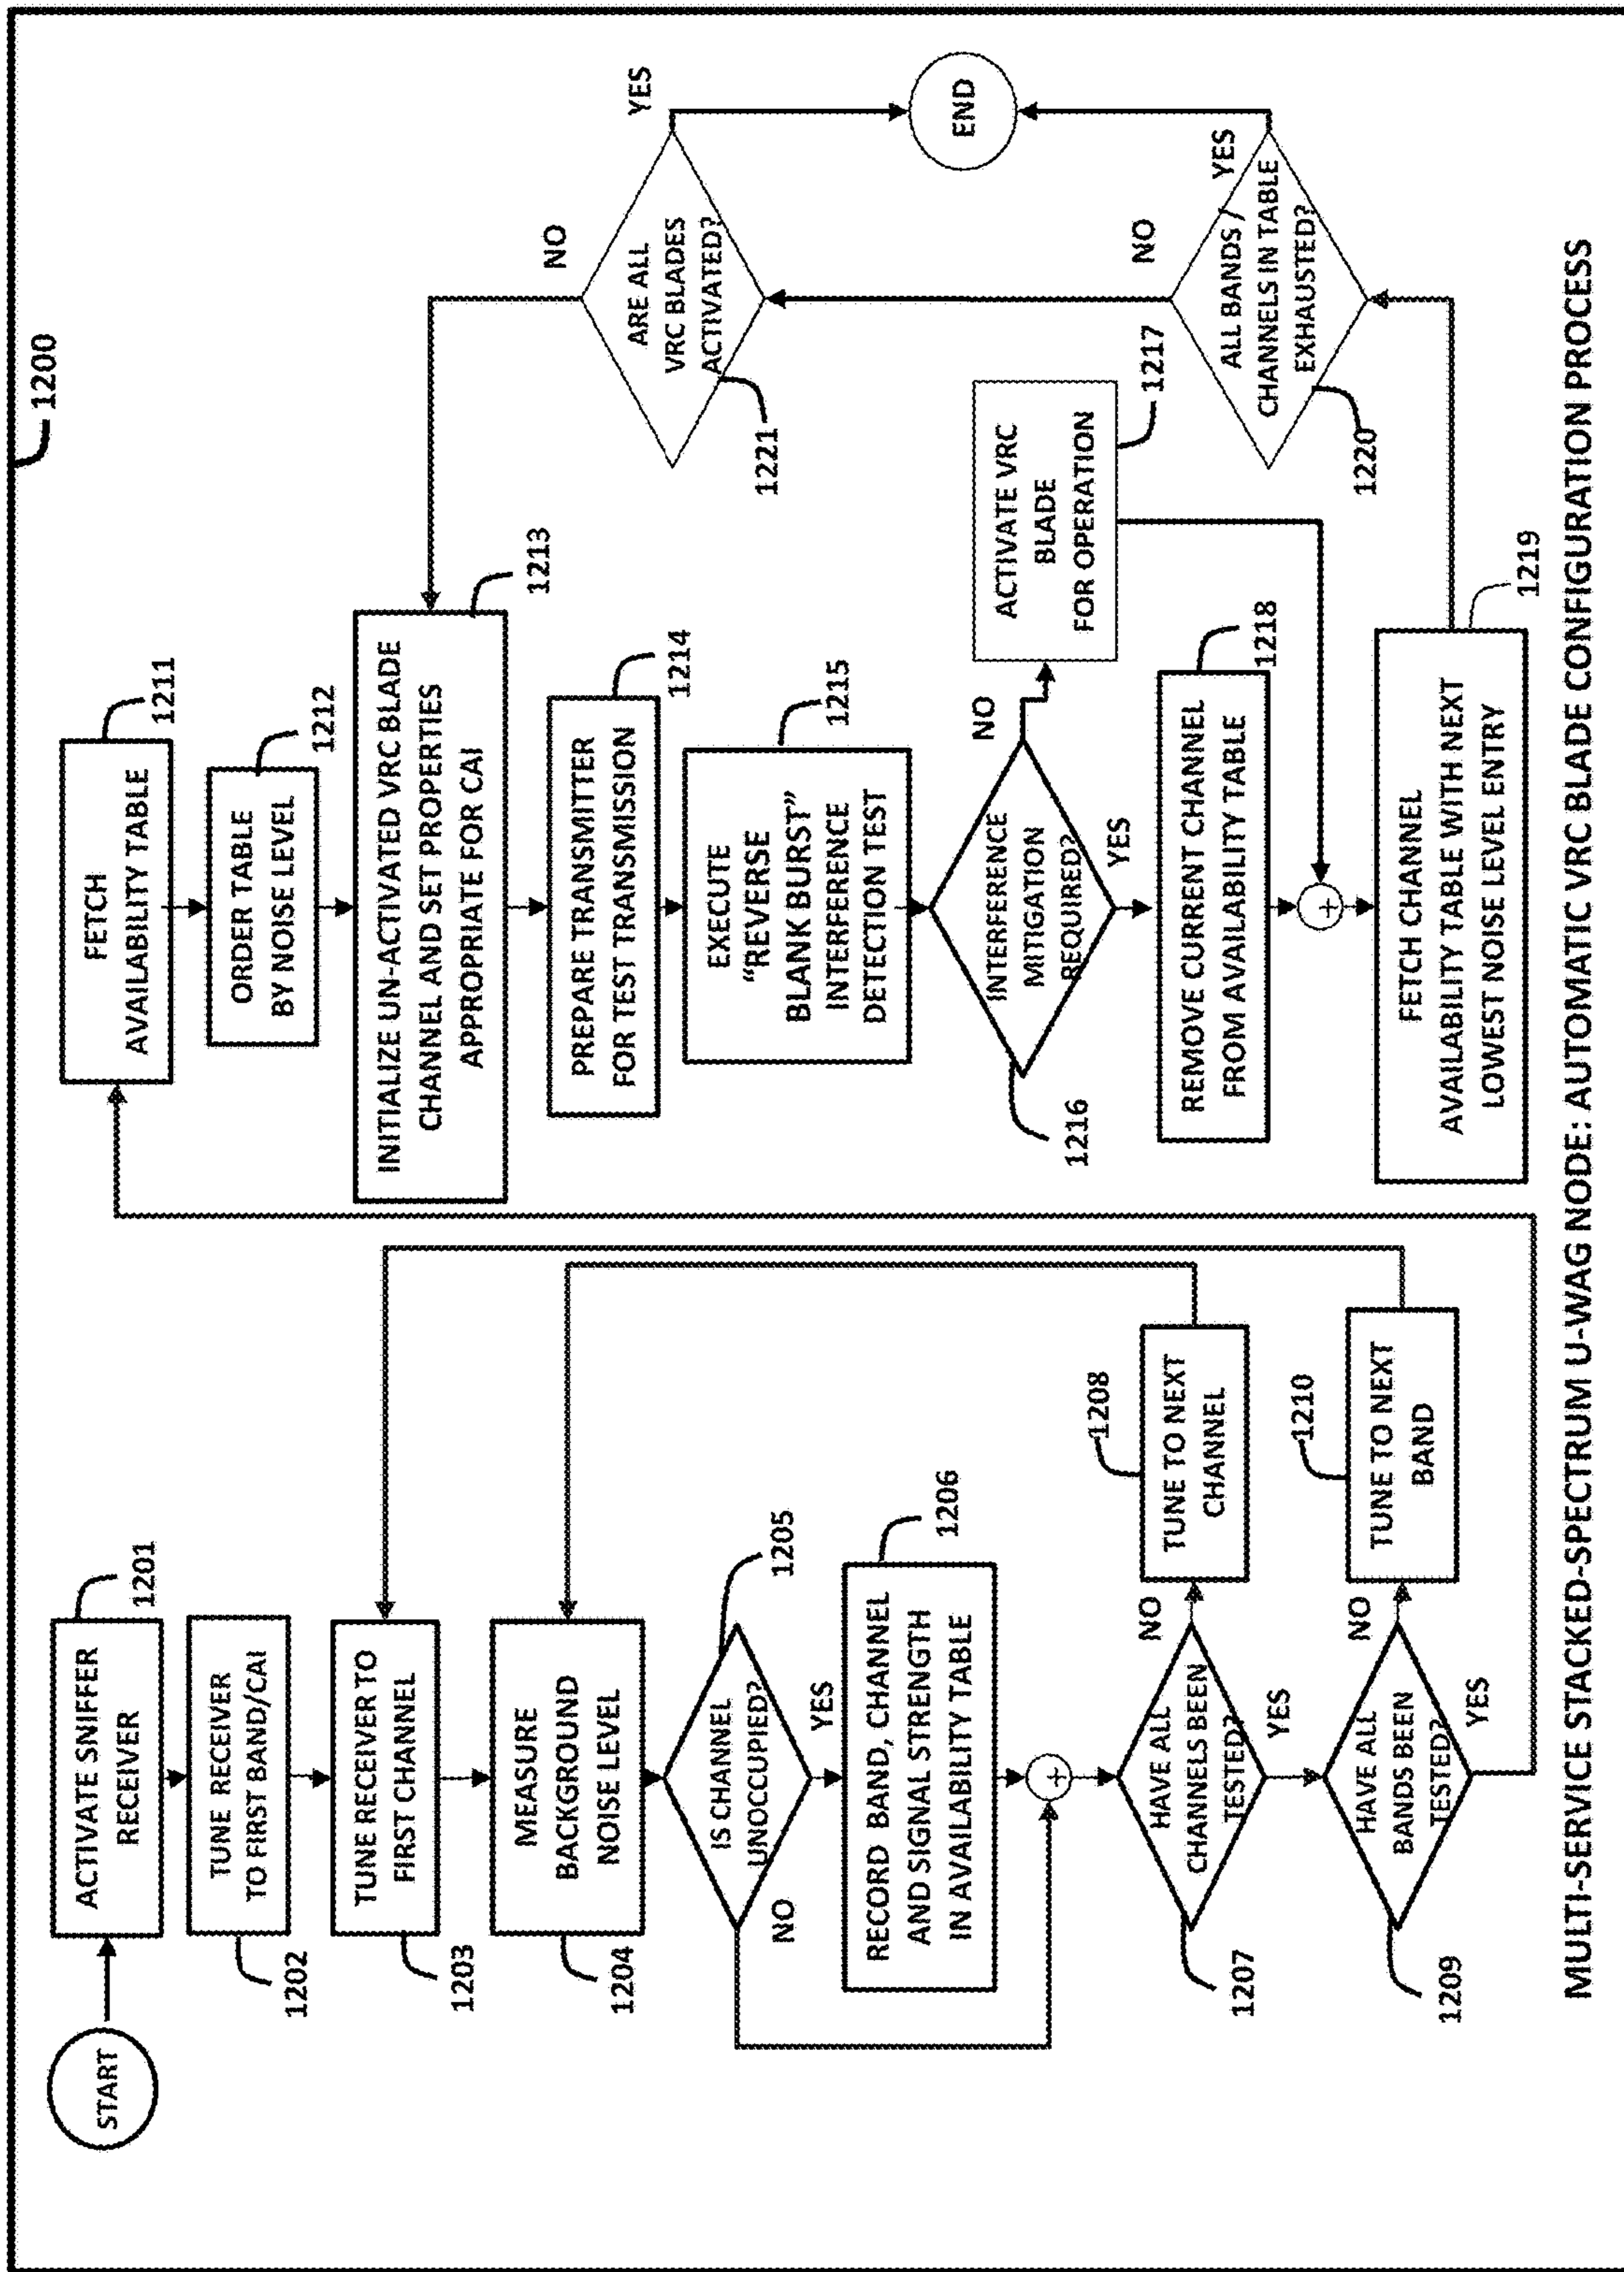 1200
START
ACTIVATE SNIFFER
RECEIVER
1201
TUNE RECEIVER
TO FIRST BAND/CAI
1202
TUNE RECEIVER TO
FIRST CHANNEL
1203
MEASURE
BACKGROUND
NOISE LEVEL
1204
IS CHANNEL
UNOCCUPIED?
1205
NO
YES
RECORD BAND, CHANNEL
AND SIGNAL STRENGTH
IN AVAILABILITY TABLE
1206
+
HAVE ALL
CHANNELS BEEN
TESTED?
1207
NO
YES
TUNE TO NEXT
CHANNEL
1208
HAVE ALL
BANDS BEEN
TESTED?
1209
NO
YES
TUNE TO NEXT
BAND
1210
FETCH
AVAILABILITY TABLE
1211
ORDER TABLE
BY NOISE LEVEL
1212
INITIALIZE UN-ACTIVATED VRC BLADE
CHANNEL AND SET PROPERTIES
APPROPRIATE FOR CAI
1213
PREPARE TRANSMITTER
FOR TEST TRANSMISSION
1214
EXECUTE
“REVERSE
BLANK BURST”
INTERFERENCE
DETECTION TEST
1215
INTERFERENCE
MITIGATION
REQUIRED?
1216
NO
YES
ACTIVATE VRC
BLADE
FOR OPERATION
1217
REMOVE CURRENT CHANNEL
FROM AVAILABILITY TABLE
1218
+
FETCH CHANNEL
AVAILABILITY TABLE WITH NEXT
LOWEST NOISE LEVEL ENTRY
1219
ALL BANDS /
CHANNELS IN TABLE
EXHAUSTED?
1220
NO
YES
ARE ALL
VRC BLADES
ACTIVATED?
1221
NO
YES
END
MULTI-SERVICE STACKED-SPECTRUM U-WAG NODE: AUTOMATIC VRC BLADE CONFIGURATION PROCESS